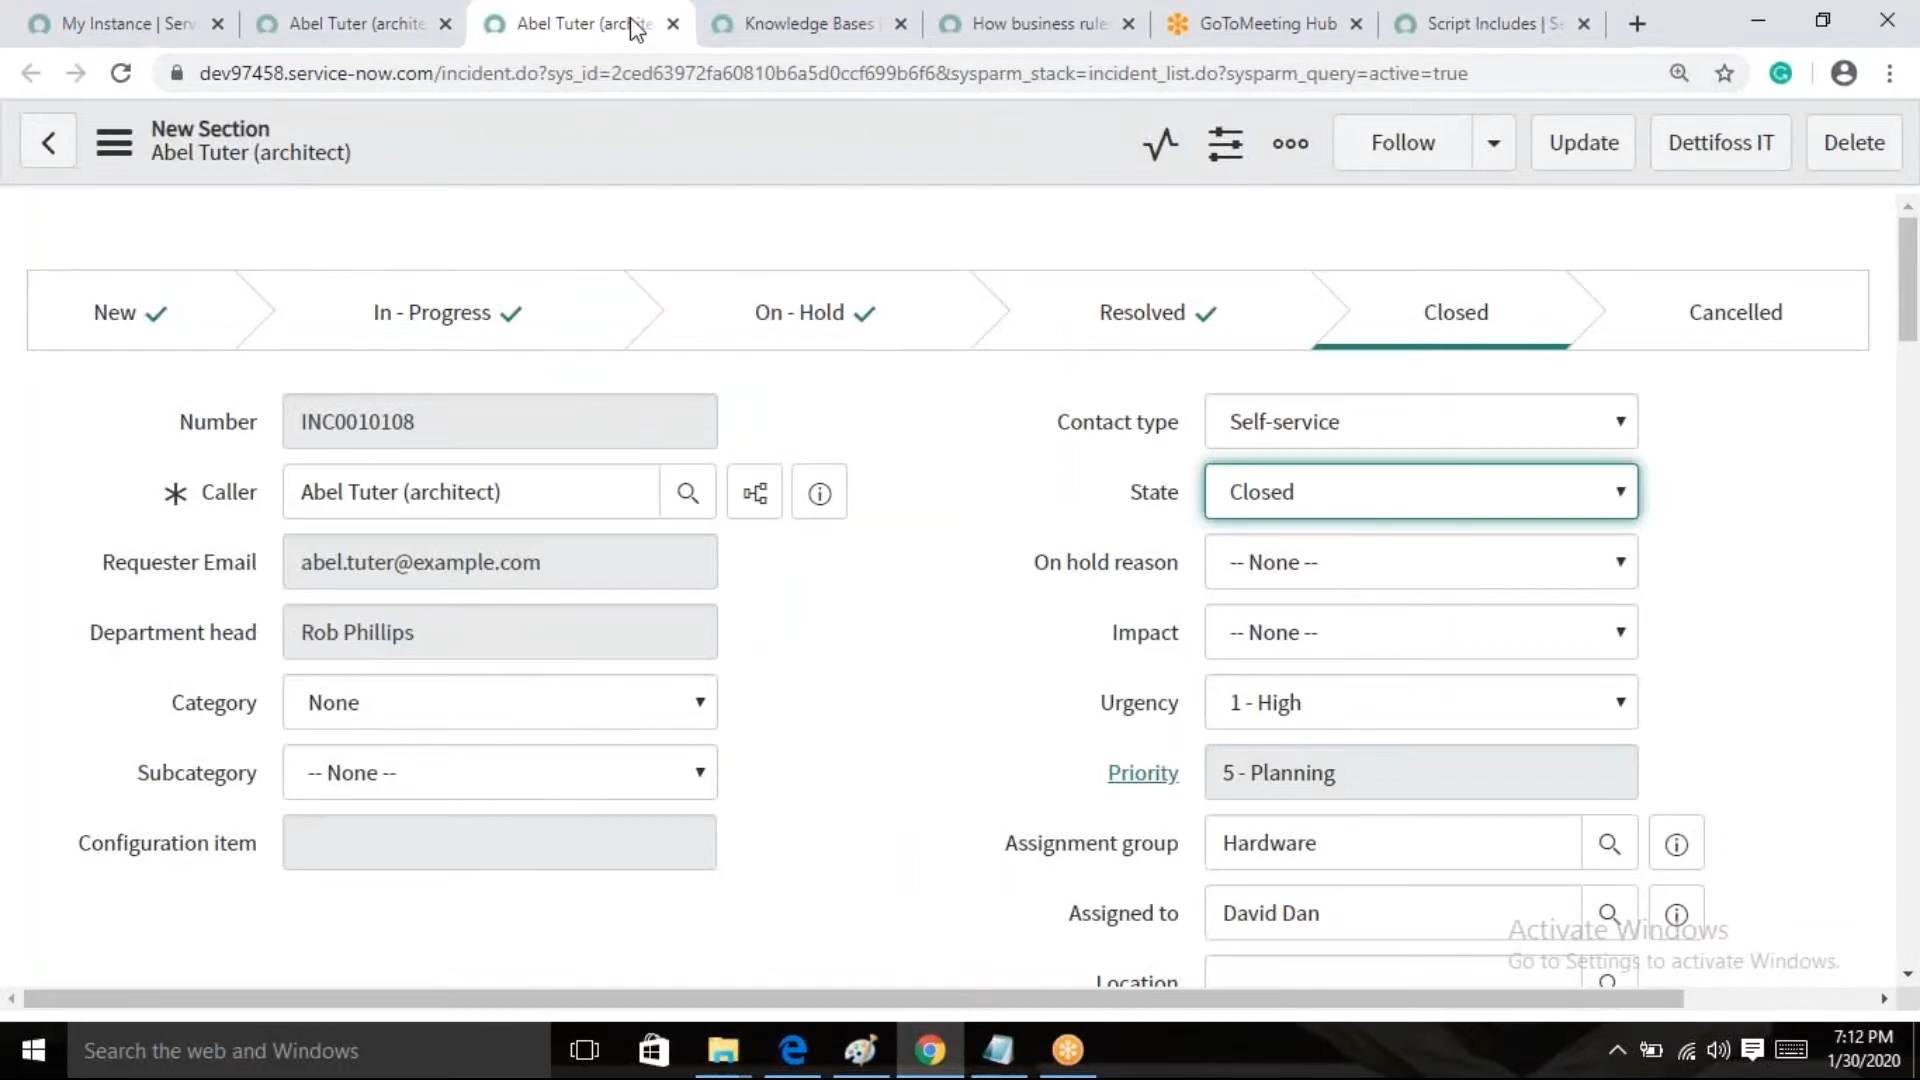 My Instance | Serv
Abel Tuter (archite
Abel Tuter (archite
Knowledge Bases
How business rule
GoToMeeting Hub
Script Includes | S
dev97458.service-now.com/incident.do?sys_id=2ced63972fa60810b6a5d0ccf699b6f6&sysparm_stack=incident_list.do?sysparm_query=active=true
New Section
Abel Tuter (architect)
Follow
Update
Dettifoss IT
Delete
New
In - Progress
On - Hold
Resolved
Closed
Cancelled
Number
INC0010108
Contact type
Self-service
Caller
Abel Tuter (architect)
State
Closed
Requester Email
abel.tuter@example.com
On hold reason
-- None --
Department head
Rob Phillips
Impact
-- None --
Category
None
Urgency
1 - High
Subcategory
-- None --
Priority
5 - Planning
Configuration item
Assignment group
Hardware
Assigned to
David Dan
Location
Activate Windows
Go to Settings to activate Windows.
Search the web and Windows
7:12 PM
1/30/2020